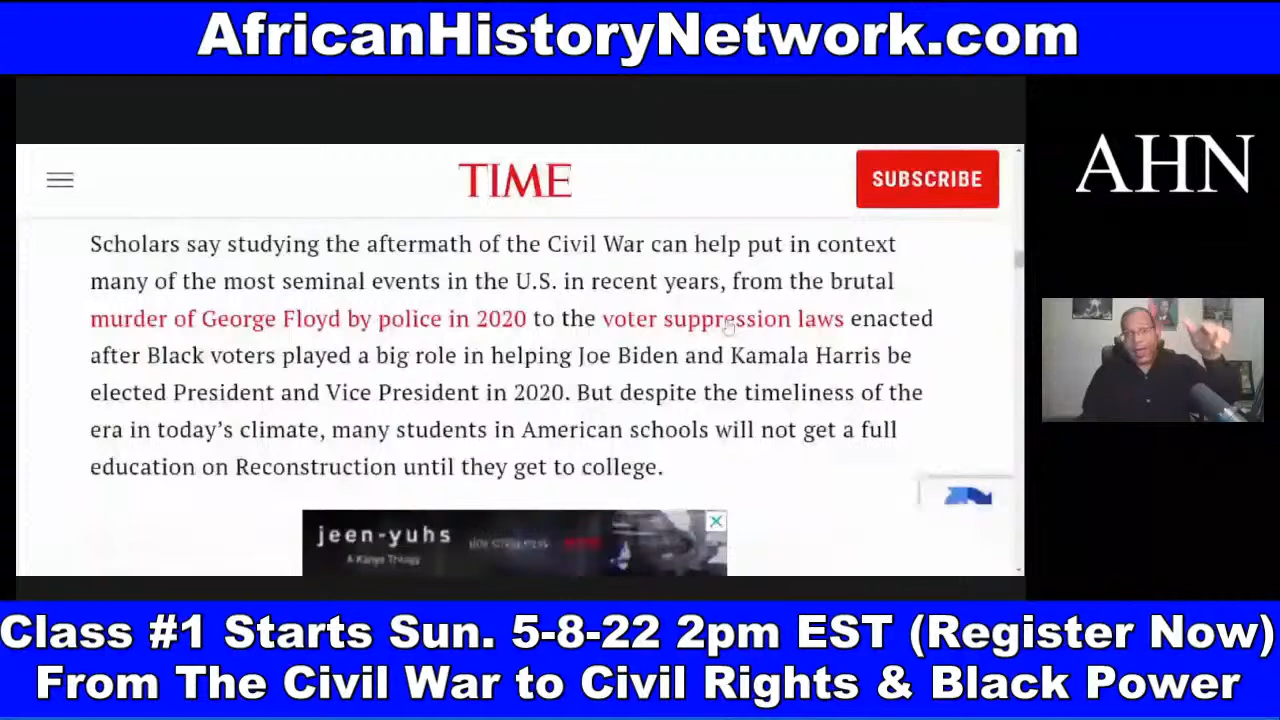 AfricanHistoryNetwork.com
TIME
SUBSCRIBE
AHN
Scholars say studying the aftermath of the Civil War can help put in context
many of the most seminal events in the U.S. in recent years, from the brutal
murder of George Floyd by police in 2020 to the voter suppression laws enacted
after Black voters played a big role in helping Joe Biden and Kamala Harris be
elected President and Vice President in 2020. But despite the timeliness of the
era in today’s climate, many students in American schools will not get a full
education on Reconstruction until they get to college.
jeen-yuhs
A Kanye Trilogy
Class #1 Starts Sun. 5-8-22 2pm EST (Register Now)
From The Civil War to Civil Rights & Black Power